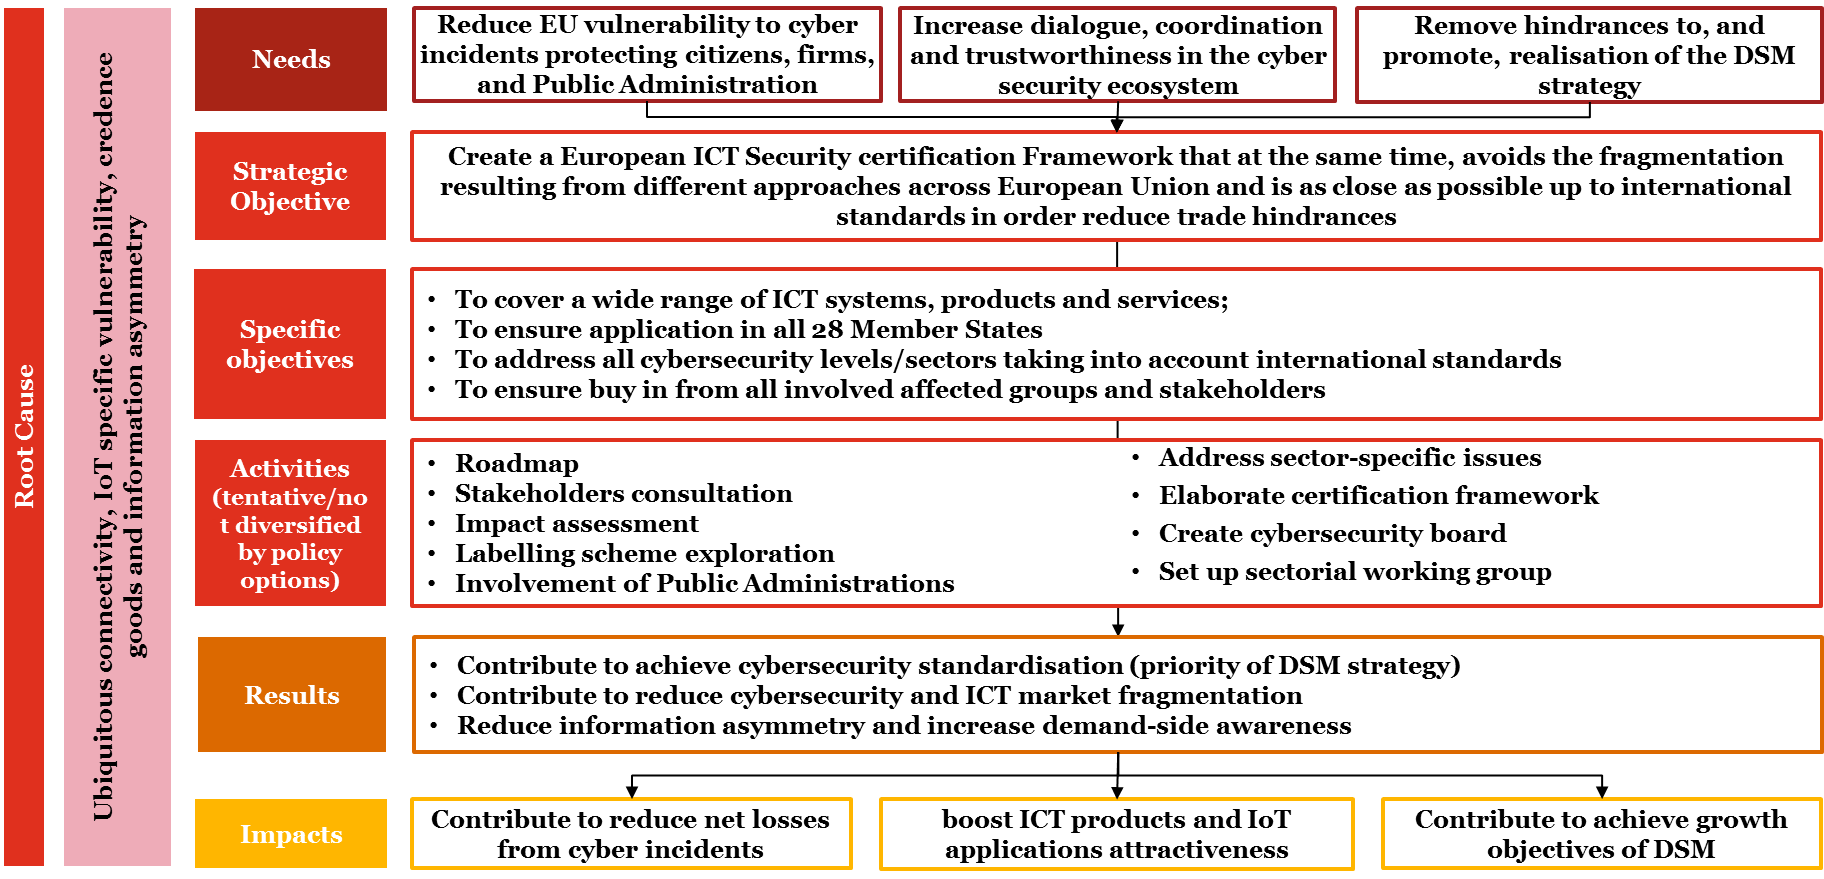 Root Cause
Ubiquitous connectivity, IoT specific vulnerability, credence
goods and information asymmetry
Needs
Reduce EU vulnerability to cyber
incidents protecting citizens, firms,
and Public Administration
Increase dialogue, coordination
and trustworthiness in the cyber
security ecosystem
Remove hindrances to, and
promote, realisation of the DSM
strategy
Strategic
Objective
Create a European ICT Security certification Framework that at the same time, avoids the fragmentation
resulting from different approaches across European Union and is as close as possible up to international
standards in order reduce trade hindrances
Specific
objectives
• To cover a wide range of ICT systems, products and services;
• To ensure application in all 28 Member States
• To address all cybersecurity levels/sectors taking into account international standards
• To ensure buy in from all involved affected groups and stakeholders
Activities
(tentative/no
t diversified
by policy
options)
• Roadmap
• Stakeholders consultation
• Impact assessment
• Labelling scheme exploration
• Involvement of Public Administrations
• Address sector-specific issues
• Elaborate certification framework
• Create cybersecurity board
• Set up sectorial working group
Results
• Contribute to achieve cybersecurity standardisation (priority of DSM strategy)
• Contribute to reduce cybersecurity and ICT market fragmentation
• Reduce information asymmetry and increase demand-side awareness
Impacts
Contribute to reduce net losses
from cyber incidents
boost ICT products and IoT
applications attractiveness
Contribute to achieve growth
objectives of DSM